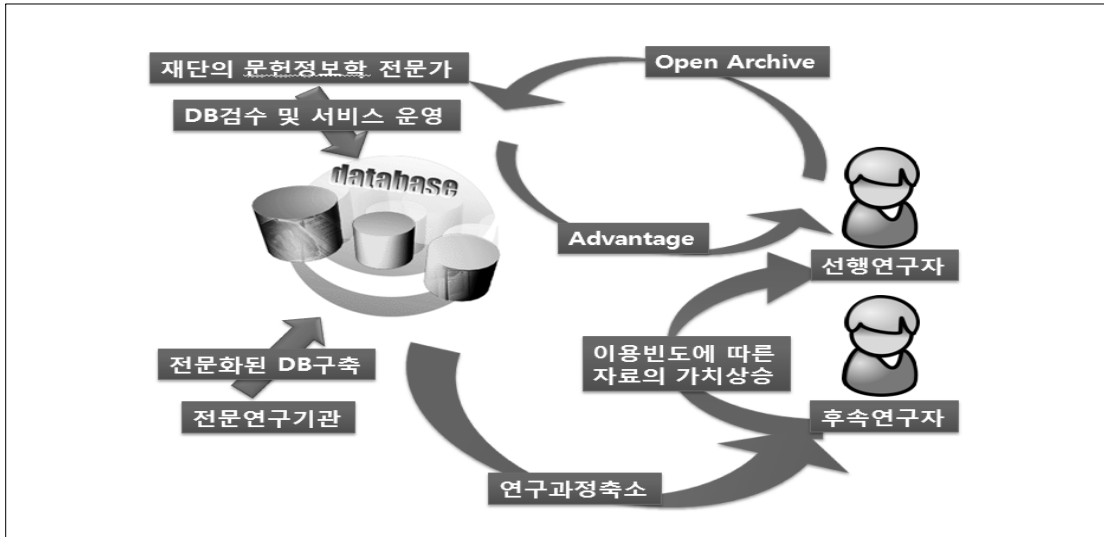 재단의 문헌정보학 전문가
Open Archive
DB검수 및 서비스 운영
database
Advantage
선행연구자
이용빈도에 따른
자료의 가치상승
전문화된 DB구축
전문연구기관
후속연구자
연구과정축소